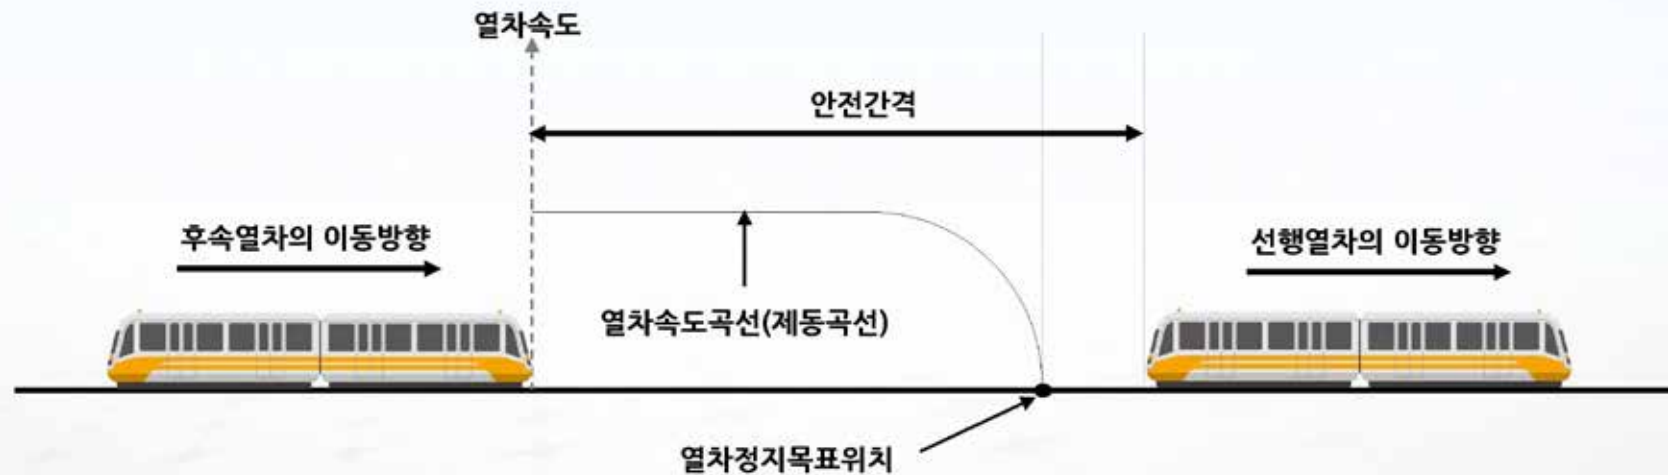 열차속도
안전간격
후속열차의 이동방향
선행열차의 이동방향
열차속도곡선(제동곡선)
열차정지목표위치